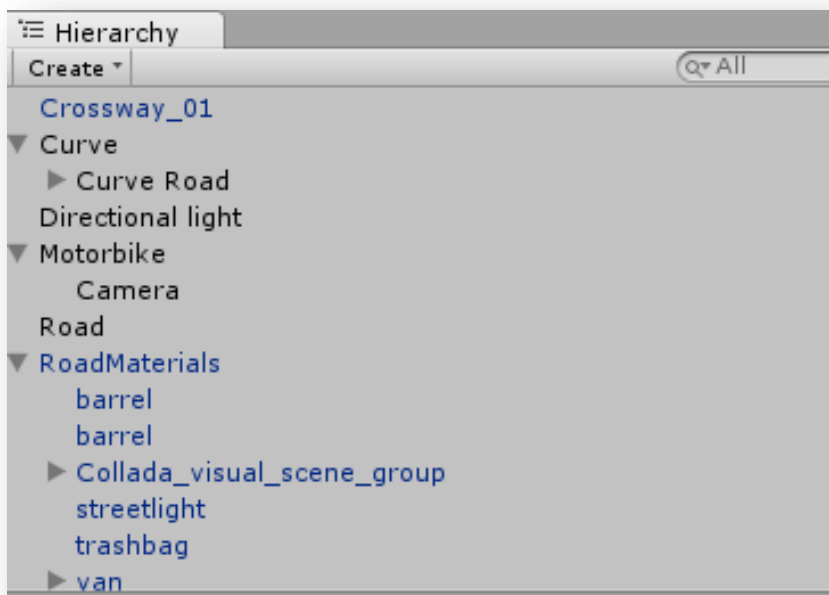 Hierarchy
Create
All
Crossway_01
Curve
Curve Road
Directional light
Motorbike
Camera
Road
RoadMaterials
barrel
barrel
Collada_visual_scene_group
streetlight
trashbag
van